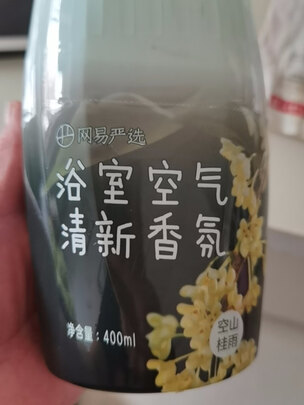 网易严选
浴室空气
清新香氛
净含量:400ml
空山
桂雨